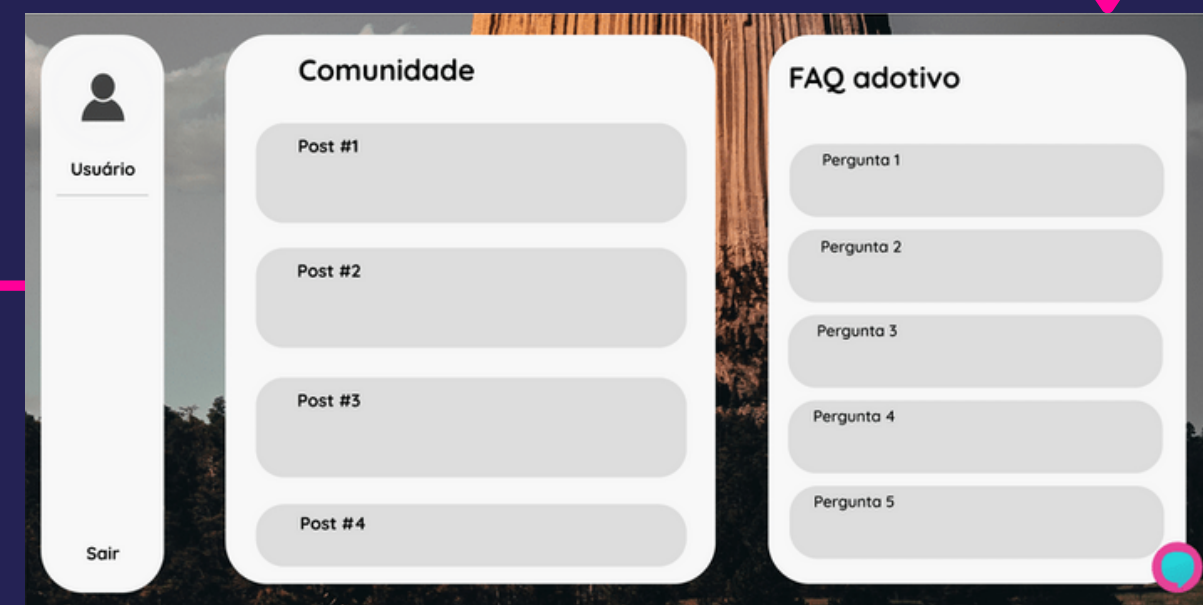 Usuário
Sair
Comunidade
Post #1
Post #2
Post #3
Post #4
FAQ adotivo
Pergunta 1
Pergunta 2
Pergunta 3
Pergunta 4
Pergunta 5